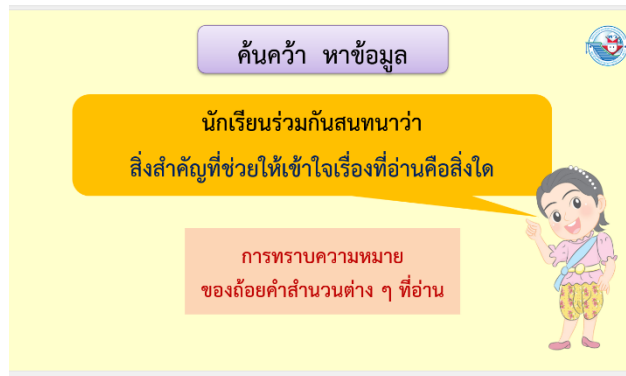 ค้นคว้า หาข้อมูล
นักเรียนร่วมกันสนทนาว่า
สิ่งสำคัญที่ช่วยให้เข้าใจเรื่องที่อ่านคือสิ่งใด
การทราบความหมาย
ของถ้อยคำสำนวนต่าง ๆ ที่อ่าน